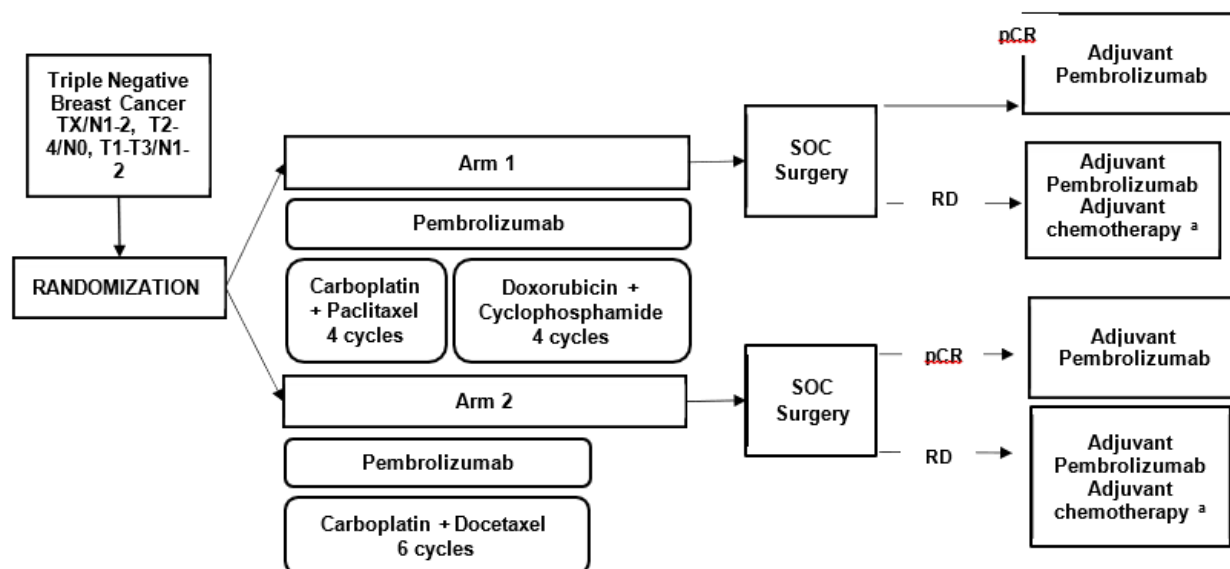 Triple Negative
Breast Cancer
TX/N1-2, T2-
4/N0, T1-T3/N1-
2
RANDOMIZATION
Arm 1
Pembrolizumab
Carboplatin
+ Paclitaxel
4 cycles
Doxorubicin +
Cyclophosphamide
4 cycles
SOC
Surgery
pCR
Adjuvant
Pembrolizumab
RD
Adjuvant
Pembrolizumab
Adjuvant
chemotherapy ᵃ
Arm 2
Pembrolizumab
Carboplatin + Docetaxel
6 cycles
SOC
Surgery
pCR
Adjuvant
Pembrolizumab
RD
Adjuvant
Pembrolizumab
Adjuvant
chemotherapy ᵃ